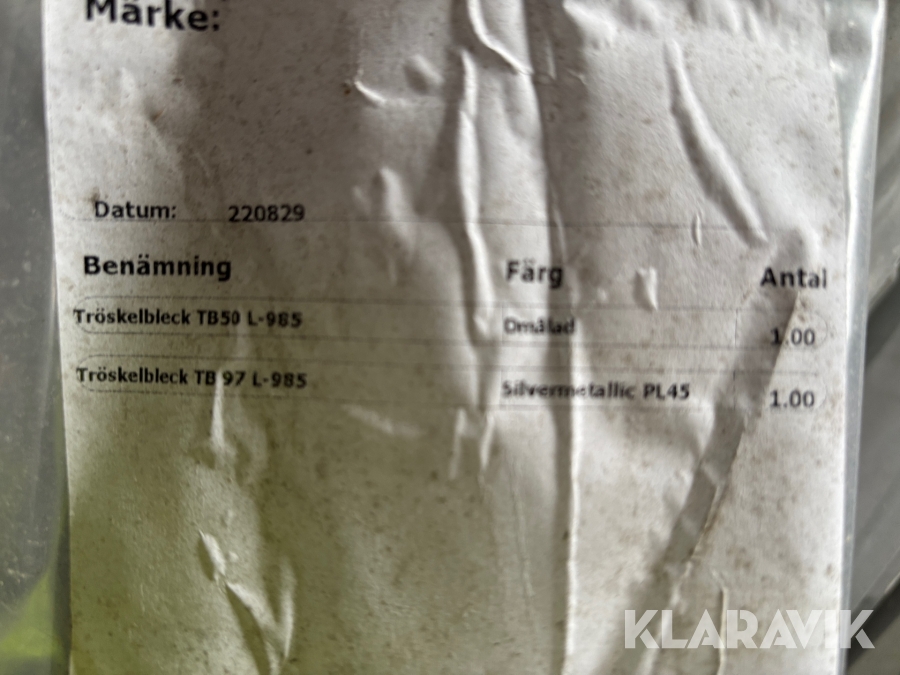 Märke:
Datum: 220829
Benämning Färg Antal
Tröskelbleck TB50 L-985 Omålad 1.00
Tröskelbleck TB 97 L-985 Silvermetallic PL45 1.00
KLARAVIK